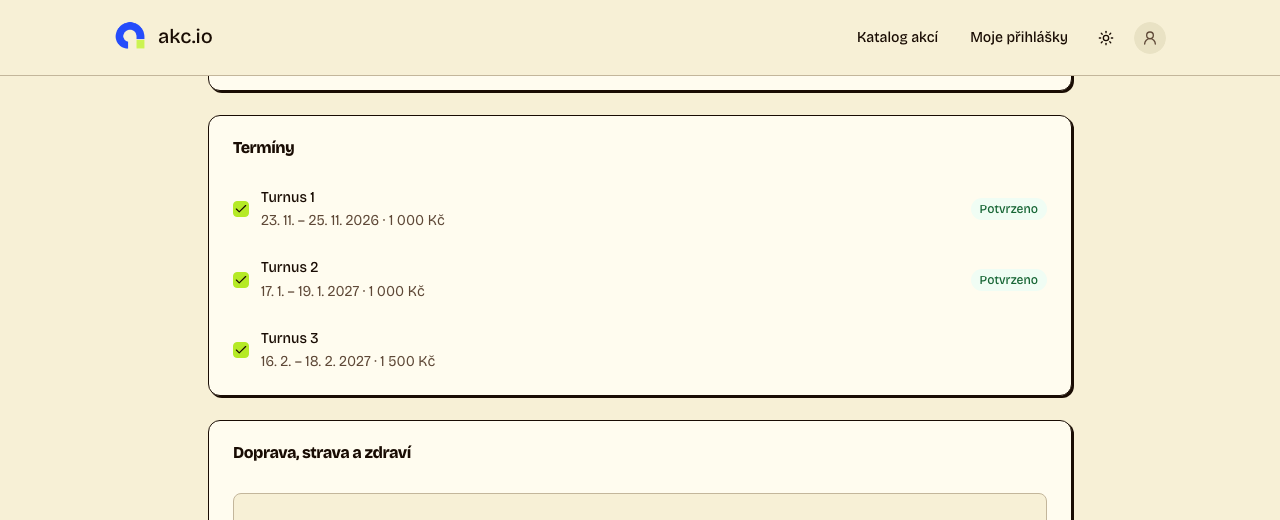 akc.io
Katalog akcí
Moje přihlášky
Termíny
Turnus 1
23. 11. – 25. 11. 2026 · 1 000 Kč
Potvrzeno
Turnus 2
17. 1. – 19. 1. 2027 · 1 000 Kč
Potvrzeno
Turnus 3
16. 2. – 18. 2. 2027 · 1 500 Kč
Doprava, strava a zdraví